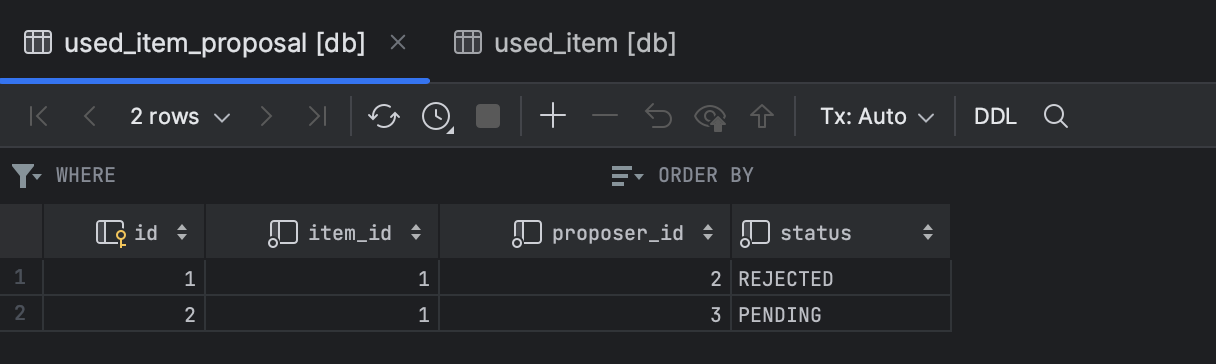 used_item_proposal [db] used_item [db]
2 rows Tx: Auto DDL
WHERE ORDER BY
id item_id proposer_id status
1 1 1 2 REJECTED
2 2 1 3 PENDING